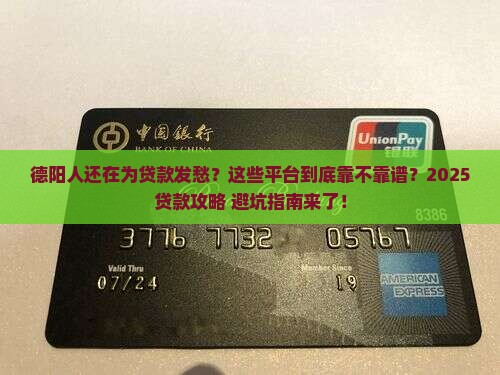 中國銀行
BANK OF CHINA
UnionPay
银联
德阳人还在为贷款发愁？这些平台到底靠不靠谱？2025
贷款攻略 避坑指南来了！
8386
3776 7732 05767
Valid Thru
Member Since
07/24
19
AMERICAN
EXPRESS